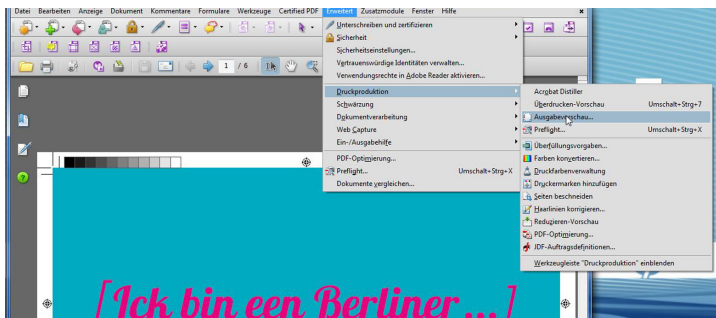 Datei Bearbeiten Anzeige Dokument Kommentare Formulare Werkzeuge Certified PDF Erweitert Zusatzmodule Fenster Hilfe
Unterschreiben und zertifizieren
Sicherheit
Sicherheitseinstellungen...
Vertrauenswürdige Identitäten verwalten...
Verwendungsrechte in Adobe Reader aktivieren...
Druckproduktion
Schwärzung
Dokumentverarbeitung
Web Capture
Ein-/Ausgabehilfe
PDF-Optimierung...
Preflight... Umschalt+Strg+X
Dokumente vergleichen...
Acrobat Distiller
Überdrucken-Vorschau Umschalt+Strg+7
Ausgabevorschau...
Preflight... Umschalt+Strg+X
Überfüllungsvorgaben...
Farben konvertieren...
Druckfarbenverwaltung
Druckermarken hinzufügen
Seiten beschneiden
Haarlinien korrigieren...
Reduzieren-Vorschau
PDF-Optimierung...
JDF-Auftragsdefinitionen...
Werkzeugleiste "Druckproduktion" einblenden
1 / 6
[Ick bin een Berliner ...]